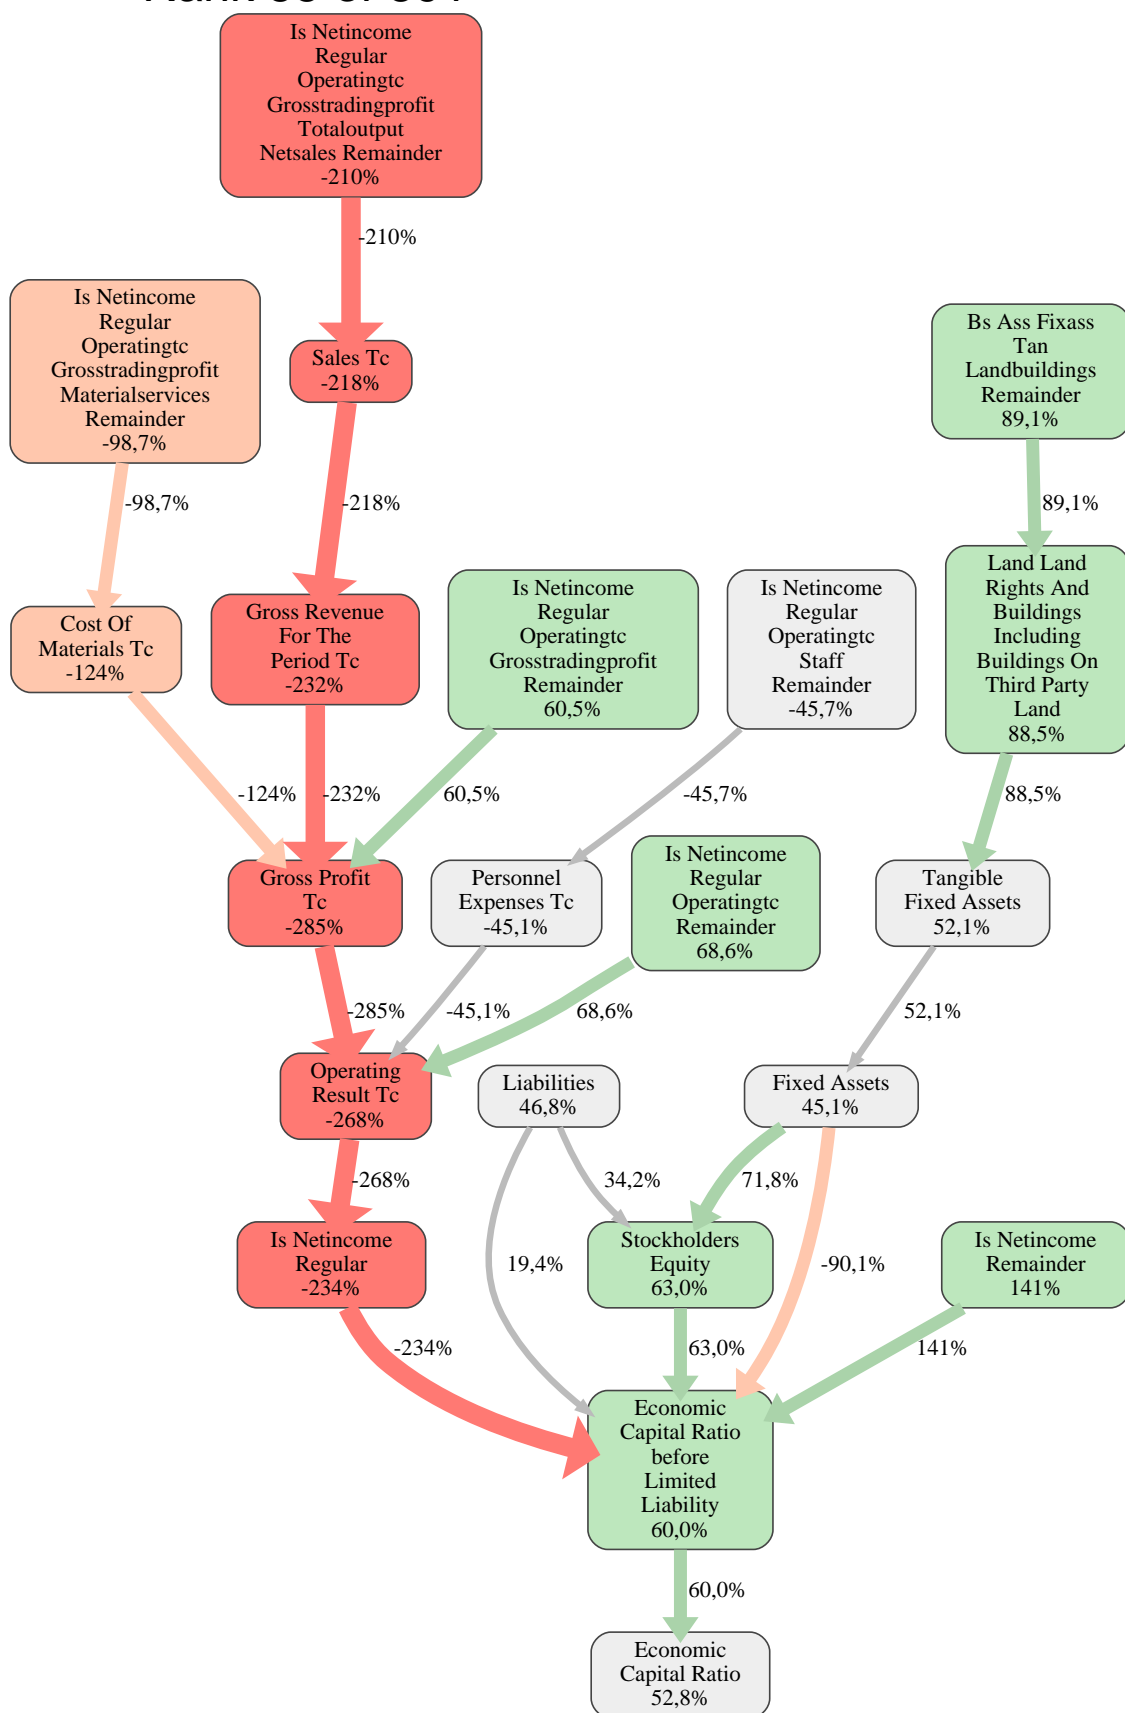 Is Netincome
Regular
Operatingtc
Grosstradingprofit
Totaloutput
Netsales Remainder
-210%
-210%
Is Netincome
Regular
Operatingtc
Grosstradingprofit
Materialservices
Remainder
-98,7%
Sales Tc
-218%
Bs Ass Fixass
Tan
Landbuildings
Remainder
89,1%
-98,7%
-218%
89,1%
Cost Of
Materials Tc
-124%
Gross Revenue
For The
Period Tc
-232%
Is Netincome
Regular
Operatingtc
Grosstradingprofit
Remainder
60,5%
Is Netincome
Regular
Operatingtc
Staff
Remainder
-45,7%
Land Land
Rights And
Buildings
Including
Buildings On
Third Party
Land
88,5%
-124%
-232%
60,5%
-45,7%
88,5%
Gross Profit
Tc
-285%
Personnel
Expenses Tc
-45,1%
Is Netincome
Regular
Operatingtc
Remainder
68,6%
Tangible
Fixed Assets
52,1%
-285%
-45,1%
68,6%
52,1%
Operating
Result Tc
-268%
Liabilities
46,8%
Fixed Assets
45,1%
-268%
34,2%
71,8%
Is Netincome
Regular
-234%
19,4%
Stockholders
Equity
63,0%
-90,1%
Is Netincome
Remainder
141%
-234%
63,0%
141%
Economic
Capital Ratio
before
Limited
Liability
60,0%
60,0%
Economic
Capital Ratio
52,8%